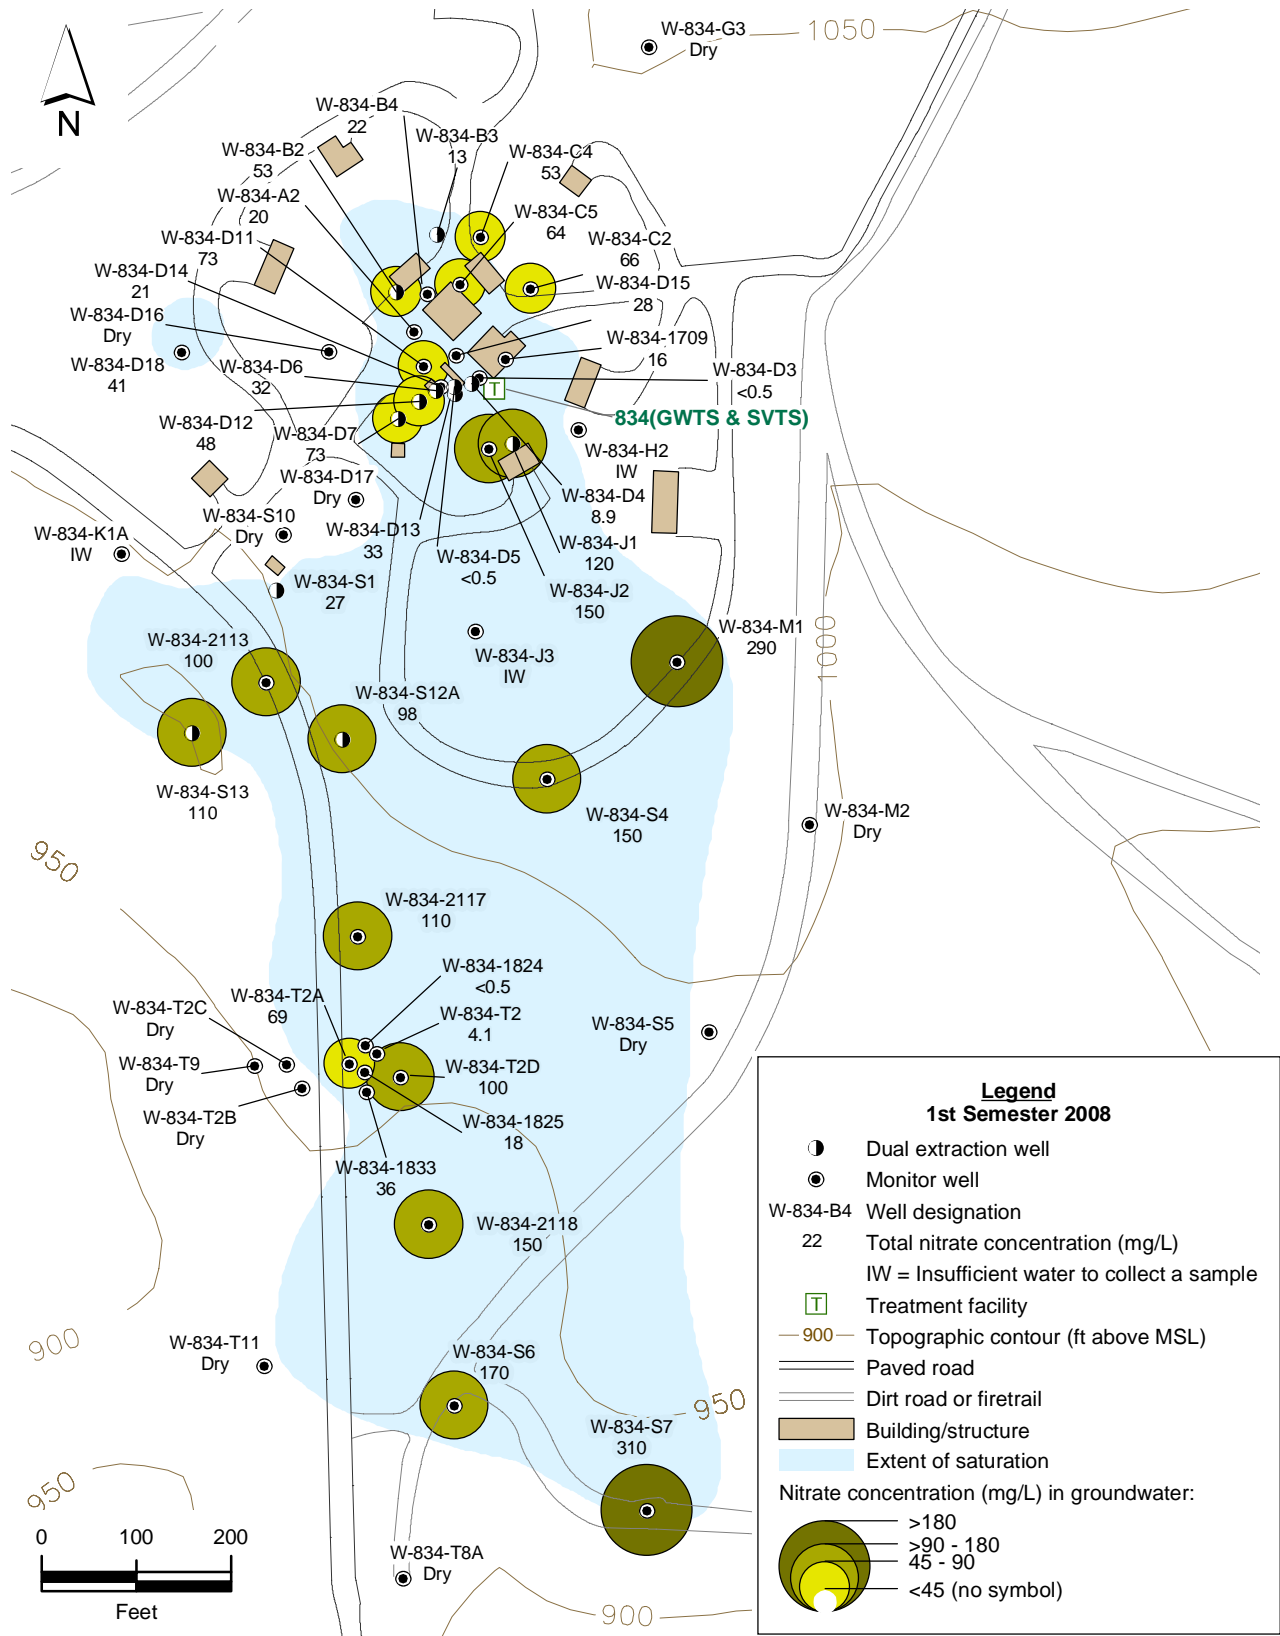 1050
W-834-G3
Dry
N
W-834-B4
22
W-834-B3
13
W-834-C4
53
W-834-B2
53
W-834-A2
20
W-834-C5
64
W-834-D11
73
W-834-C2
66
W-834-D14
21
W-834-D15
28
W-834-D16
Dry
W-834-1709
16
W-834-D18
41
W-834-D6
32
W-834-D3
<0.5
T
834(GWTS & SVTS)
W-834-D12
48
W-834-D7
73
W-834-H2
IW
W-834-D17
Dry
W-834-D4
8.9
W-834-S10
Dry
W-834-D13
33
W-834-K1A
IW
W-834-J1
120
W-834-D5
<0.5
W-834-S1
27
W-834-J2
150
W-834-M1
290
1000
W-834-2113
100
W-834-J3
IW
W-834-S12A
98
W-834-S13
110
W-834-S4
150
W-834-M2
Dry
950
W-834-2117
110
W-834-1824
<0.5
W-834-T2A
69
W-834-T2C
Dry
W-834-T2
4.1
W-834-S5
Dry
W-834-T9
Dry
W-834-T2D
100
W-834-T2B
Dry
W-834-1825
18
W-834-1833
36
W-834-2118
150
900
W-834-T11
Dry
W-834-S6
170
950
W-834-S7
310
950
0 100 200
Feet
W-834-T8A
Dry
900
Legend
1st Semester 2008
Dual extraction well
Monitor well
W-834-B4 Well designation
22 Total nitrate concentration (mg/L)
IW = Insufficient water to collect a sample
T Treatment facility
900 Topographic contour (ft above MSL)
Paved road
Dirt road or firetrail
Building/structure
Extent of saturation
Nitrate concentration (mg/L) in groundwater:
>180
>90 - 180
45 - 90
<45 (no symbol)